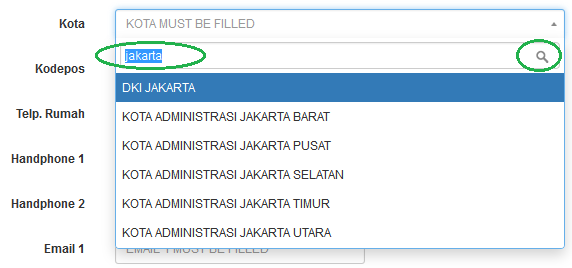 Kota KOTA MUST BE FILLED
jakarta
Kodepos
DKI JAKARTA
Telp. Rumah KOTA ADMINISTRASI JAKARTA BARAT
KOTA ADMINISTRASI JAKARTA PUSAT
Handphone 1
KOTA ADMINISTRASI JAKARTA SELATAN
Handphone 2 KOTA ADMINISTRASI JAKARTA TIMUR
KOTA ADMINISTRASI JAKARTA UTARA
Email 1 EMAIL 1 MUST BE FILLED